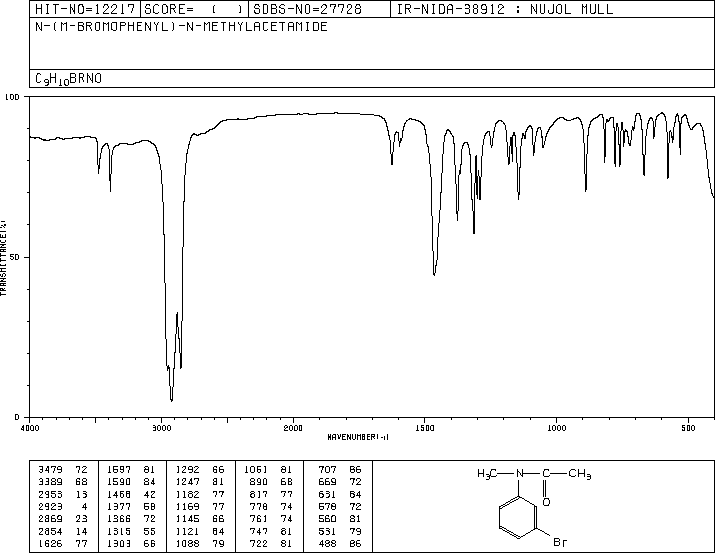 HIT-NO=12217 SCORE= ( ) SDBS-NO=27728 IR-NIDA-38912 : NUJOL MULL
N-(M-BROMOPHENYL)-N-METHYLACETAMIDE
C9H10BRNO
100
50
0
TRANSMITTANCE(%)
4000 3000 2000 1500 1000 500
WAVENUMBER(-1)
3479 72 1597 81 1292 66 1061 81 707 86
3389 68 1590 84 1247 81 890 68 669 72
2953 13 1468 42 1182 77 817 77 631 84
2923 4 1377 68 1169 77 778 74 578 72
2869 23 1366 72 1145 66 761 74 560 81
2854 14 1315 55 1121 84 747 81 531 79
1626 77 1303 66 1088 79 722 81 488 86
H3C N C CH3
O
Br